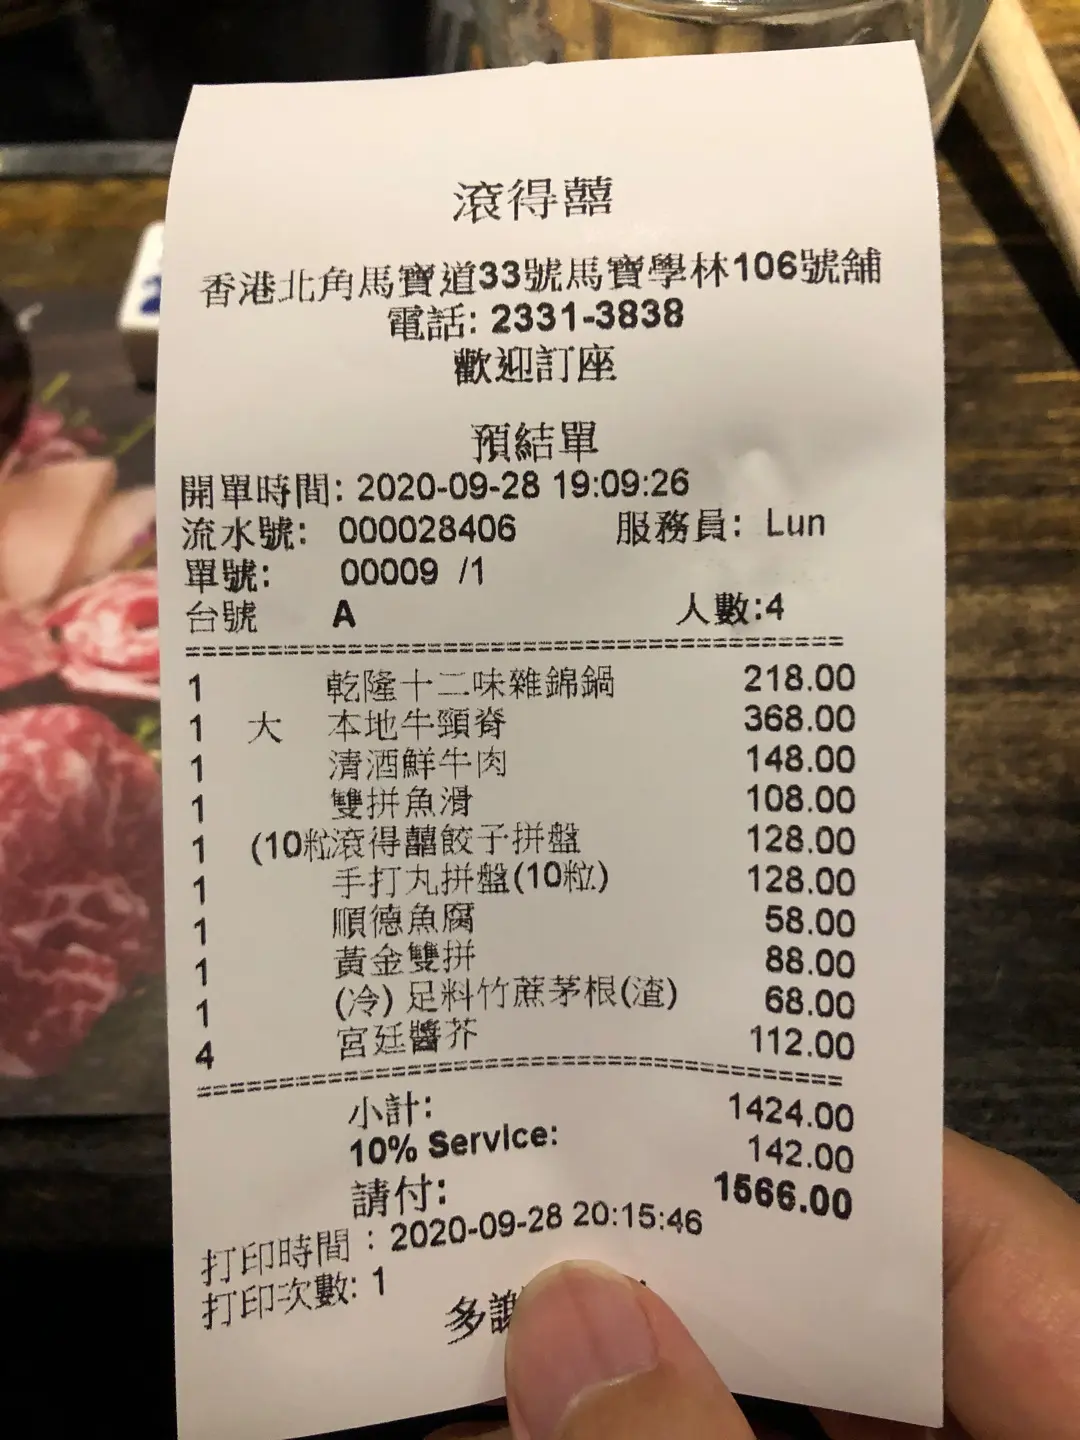 滾得囍
香港北角馬寶道33號馬寶學林106號舖
電話: 2331-3838
歡迎訂座
預結單
開單時間: 2020-09-28 19:09:26
流水號: 000028406 服務員: Lun
單號: 00009 /1
台號 A 人數:4
1 乾隆十二味雜錦鍋 218.00
1 大 本地牛頸脊 368.00
1 清酒鮮牛肉 148.00
1 雙拼魚滑 108.00
1 (10粒滾得囍餃子拼盤 128.00
1 手打丸拼盤(10粒) 128.00
1 順德魚腐 58.00
1 黃金雙拼 88.00
1 (冷) 足料竹蔗茅根(渣) 68.00
4 宮廷醬芥 112.00
小計: 1424.00
10% Service: 142.00
請付: 1566.00
打印時間：2020-09-28 20:15:46
打印次數: 1
多謝